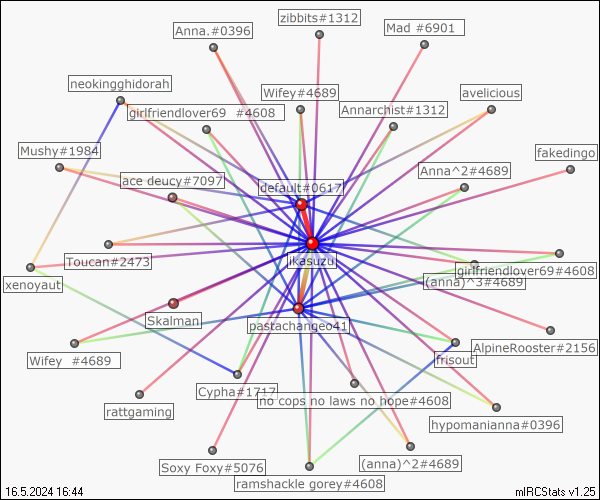 zibbits#1312
Anna.#0396
Mad #6901
neokingghidorah
Wifey#4689
avelicious
girlfriendlover69 #4608
Annarchist#1312
Mushy#1984
fakedingo
ace deucy#7097
Anna^2#4689
default#0617
Toucan#2473
ikasuzu
girlfriendlover69#4608
xenoyaut
(anna)^3#4689
Skalman
pastachangeo41
AlpineRooster#2156
Wifey #4689
frisout
Cypha#1717
no cops no laws no hope#4608
rattgaming
hypomanianna#0396
Soxy Foxy#5076
(anna)^2#4689
ramshackle gorey#4608
16.5.2024 16:44
mIRCStats v1.25